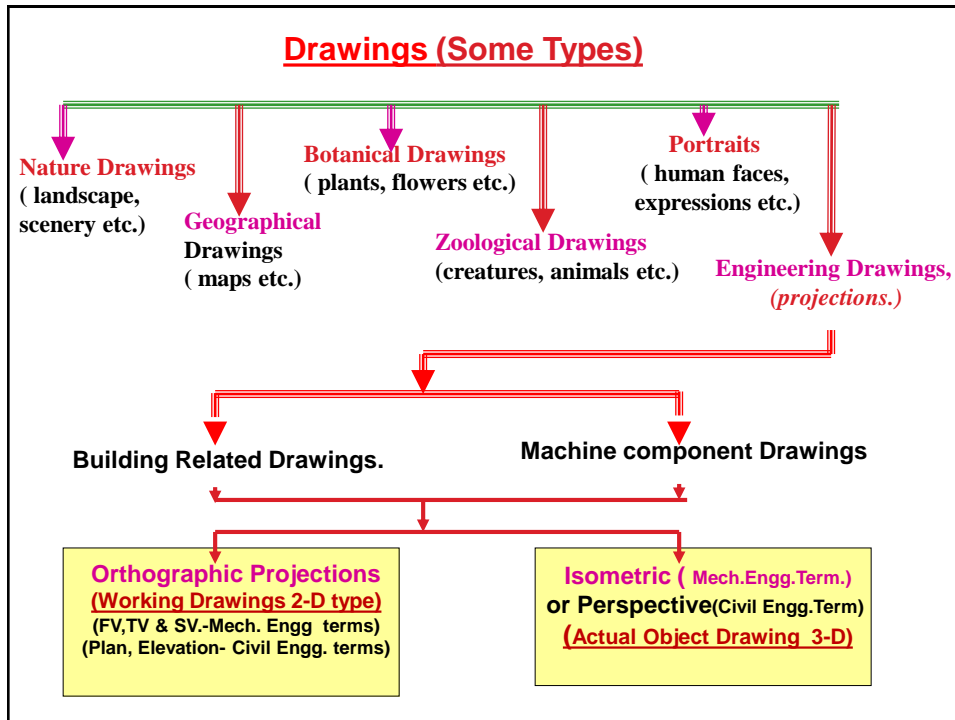 Drawings (Some Types)
Nature Drawings
( landscape,
scenery etc.)
Geographical
Drawings
( maps etc.)
Botanical Drawings
( plants, flowers etc.)
Zoological Drawings
(creatures, animals etc.)
Portraits
( human faces,
expressions etc.)
Engineering Drawings,
(projections.)
Building Related Drawings.
Machine component Drawings
Orthographic Projections
(Working Drawings 2-D type)
(FV,TV & SV.-Mech. Engg terms)
(Plan, Elevation- Civil Engg. terms)
Isometric ( Mech.Engg.Term.)
or Perspective(Civil Engg.Term)
(Actual Object Drawing 3-D)